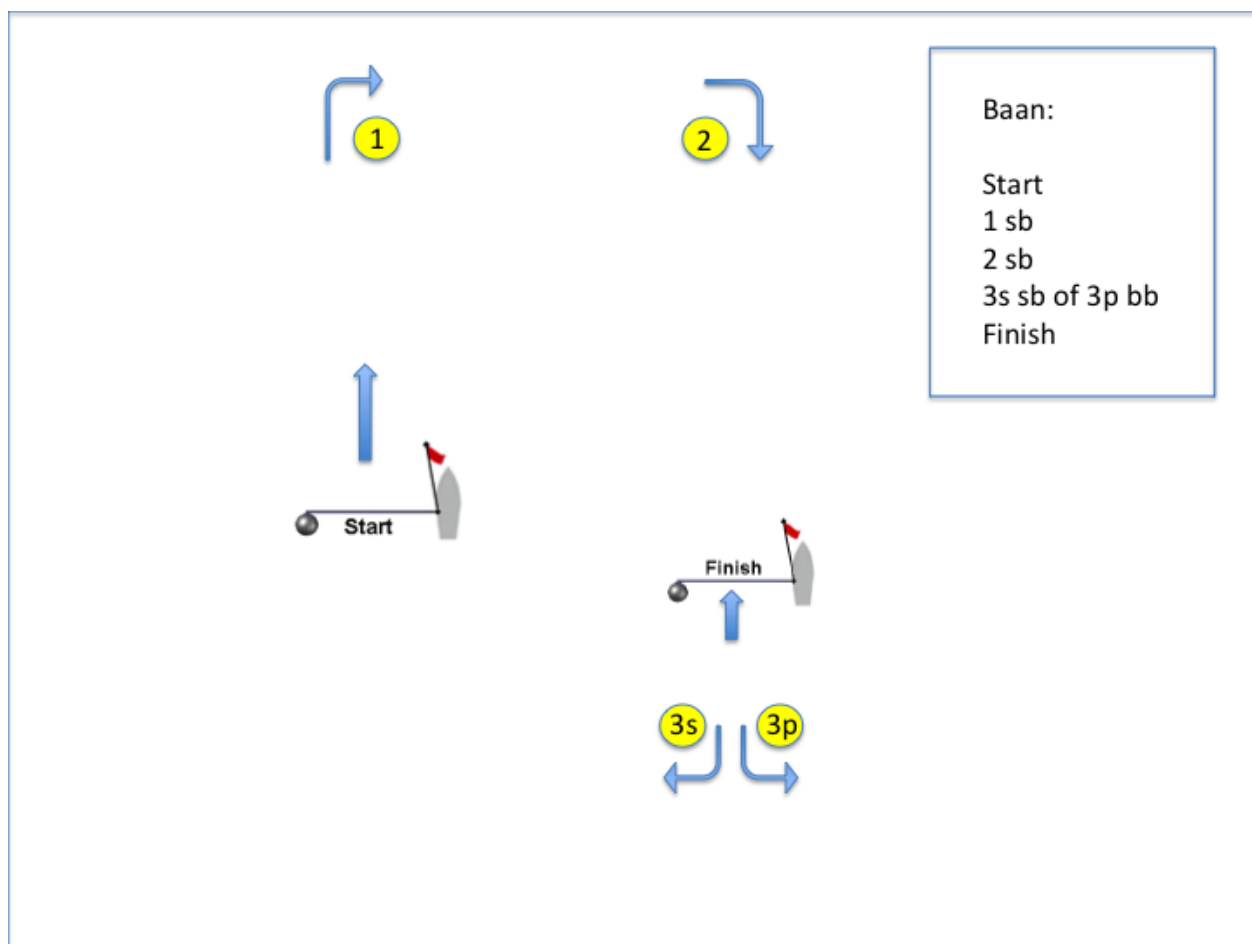 1
2
Baan:
Start
1 sb
2 sb
3s sb of 3p bb
Finish
Start
Finish
3s
3p